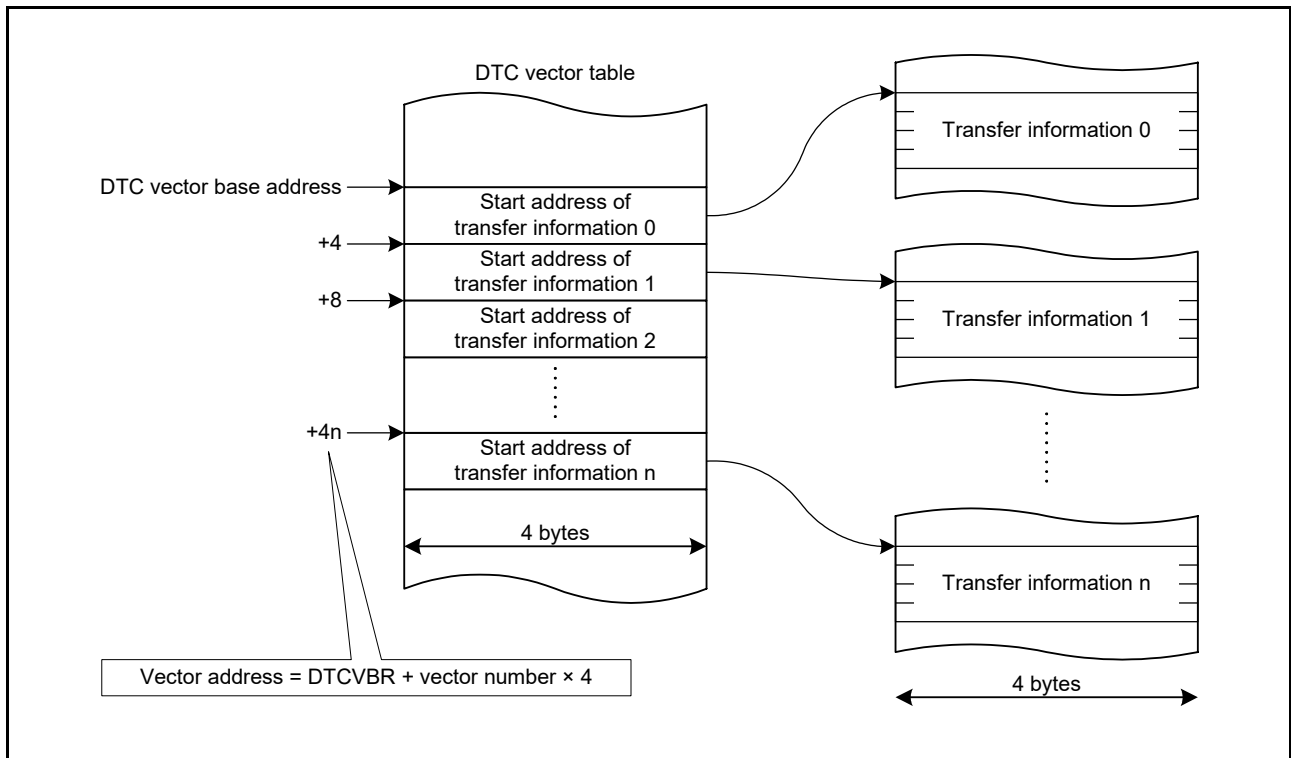 DTC vector table
DTC vector base address
Start address of
transfer information 0
+4
Start address of
transfer information 1
+8
Start address of
transfer information 2
+4n
Start address of
transfer information n
4 bytes
Vector address = DTCVBR + vector number × 4
Transfer information 0
Transfer information 1
Transfer information n
4 bytes